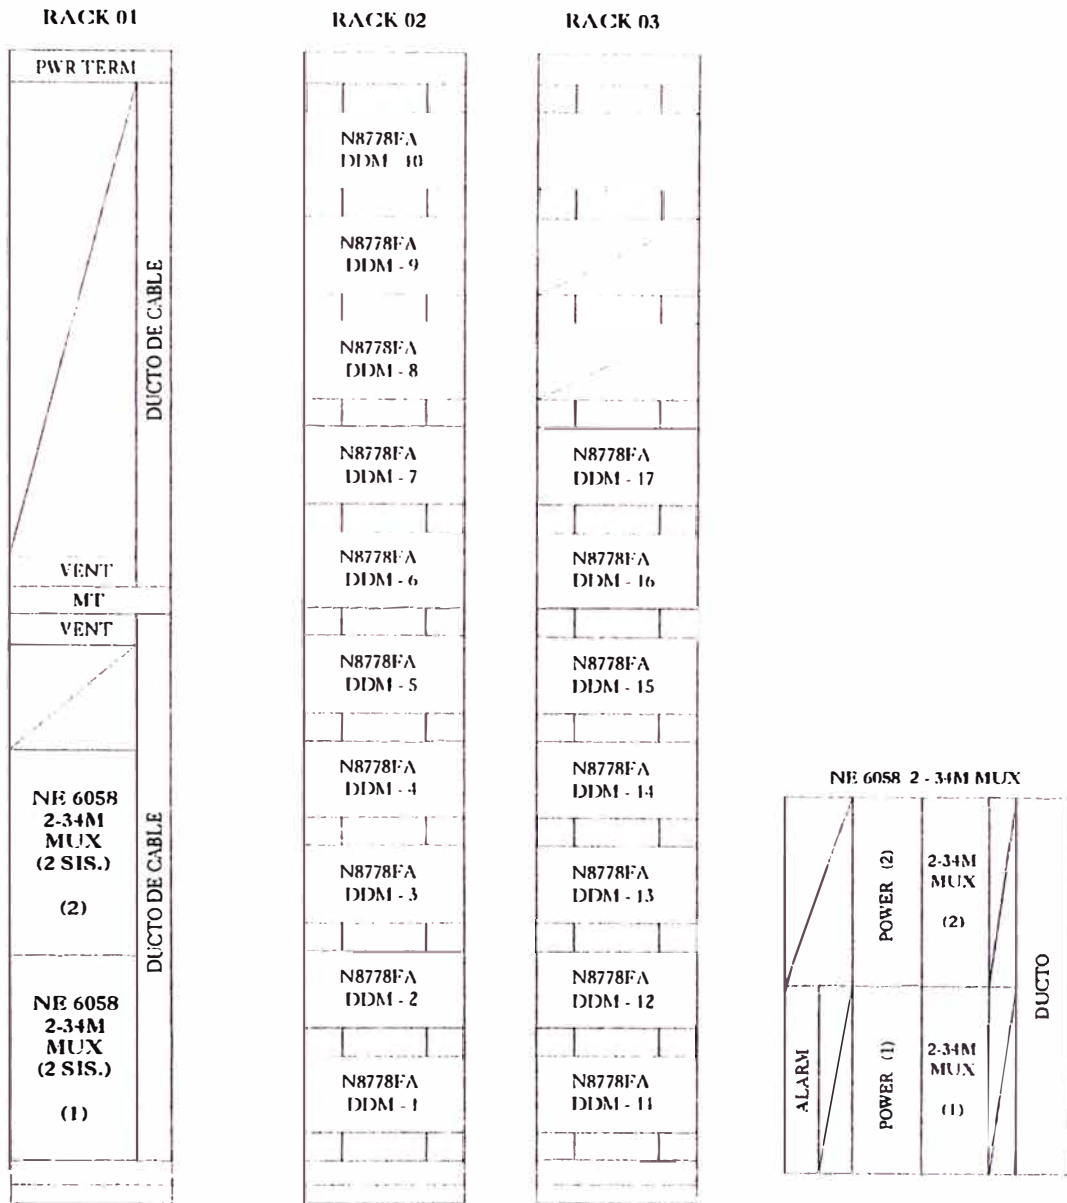 RACK 01
PWR TERM
DUCTO DE CABLE
VENT
MT
VENT
NE 6058
2-34M
MUX
(2 SIS.)
(2)
DUCTO DE CABLE
NE 6058
2-34M
MUX
(2 SIS.)
(1)
RACK 02
N8778FA
DDM - 10
N8778FA
DDM - 9
N8778FA
DDM - 8
N8778FA
DDM - 7
N8778FA
DDM - 6
N8778FA
DDM - 5
N8778FA
DDM - 4
N8778FA
DDM - 3
N8778FA
DDM - 2
N8778FA
DDM - 1
RACK 03
N8778FA
DDM - 17
N8778FA
DDM - 16
N8778FA
DDM - 15
N8778FA
DDM - 14
N8778FA
DDM - 13
N8778FA
DDM - 12
N8778FA
DDM - 11
NE 6058 2 - 34M MUX
POWER (2)
2-34M
MUX
(2)
DUCTO
ALARM
POWER (1)
2-34M
MUX
(1)